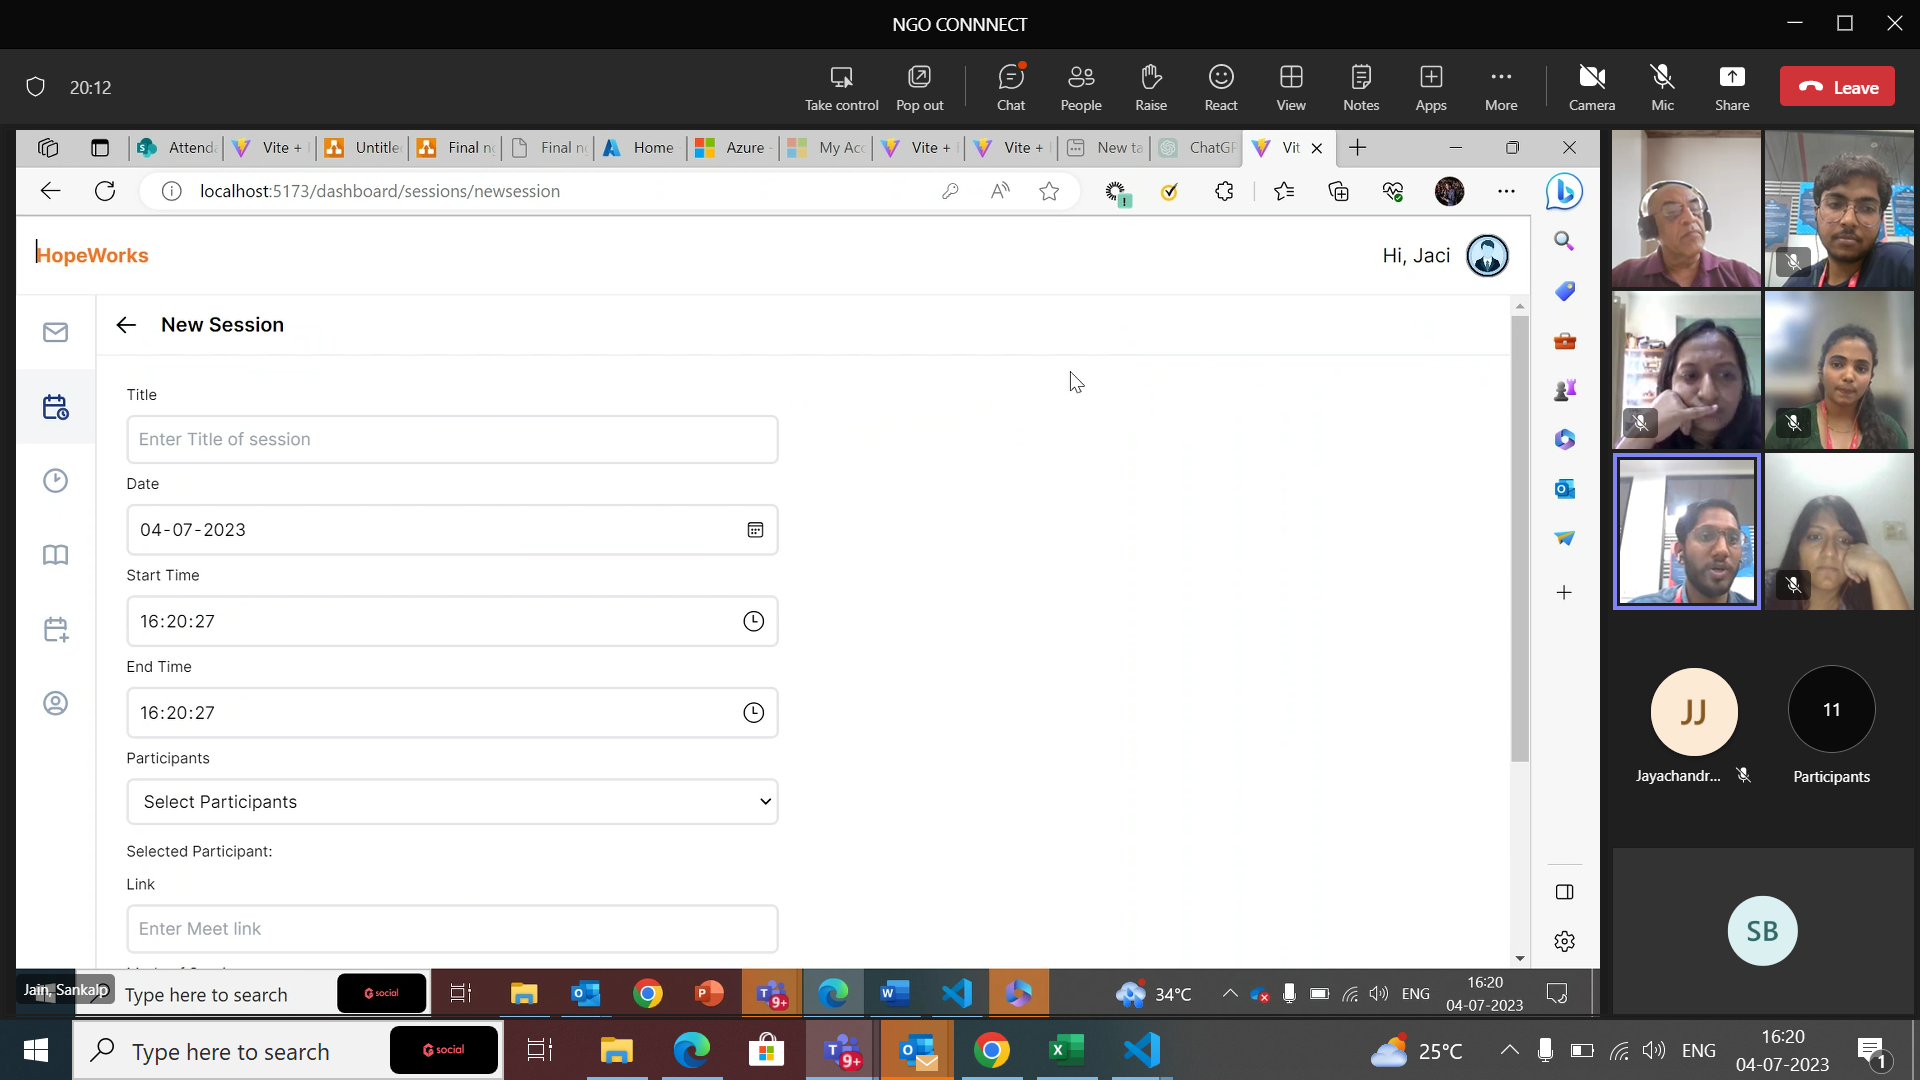 NGO CONNNECT
20:12
Take control
Pop out
Chat
People
Raise
React
View
Notes
Apps
More
Camera
Mic
Share
Leave
Attend
Vite +
Untitle
Final n
Final n
Home
Azure
My Acc
Vite +
Vite +
New ta
ChatGP
Vit
localhost:5173/dashboard/sessions/newsession
HopeWorks
Hi, Jaci
New Session
Title
Enter Title of session
Date
04-07-2023
Start Time
16:20:27
End Time
16:20:27
Participants
Select Participants
Selected Participant:
Link
Enter Meet link
Jain, Sankalp
Type here to search
social
9+
34°C
ENG
16:20
04-07-2023
JJ
Jayachandr...
11
Participants
SB
Type here to search
social
9+
25°C
ENG
16:20
04-07-2023
1